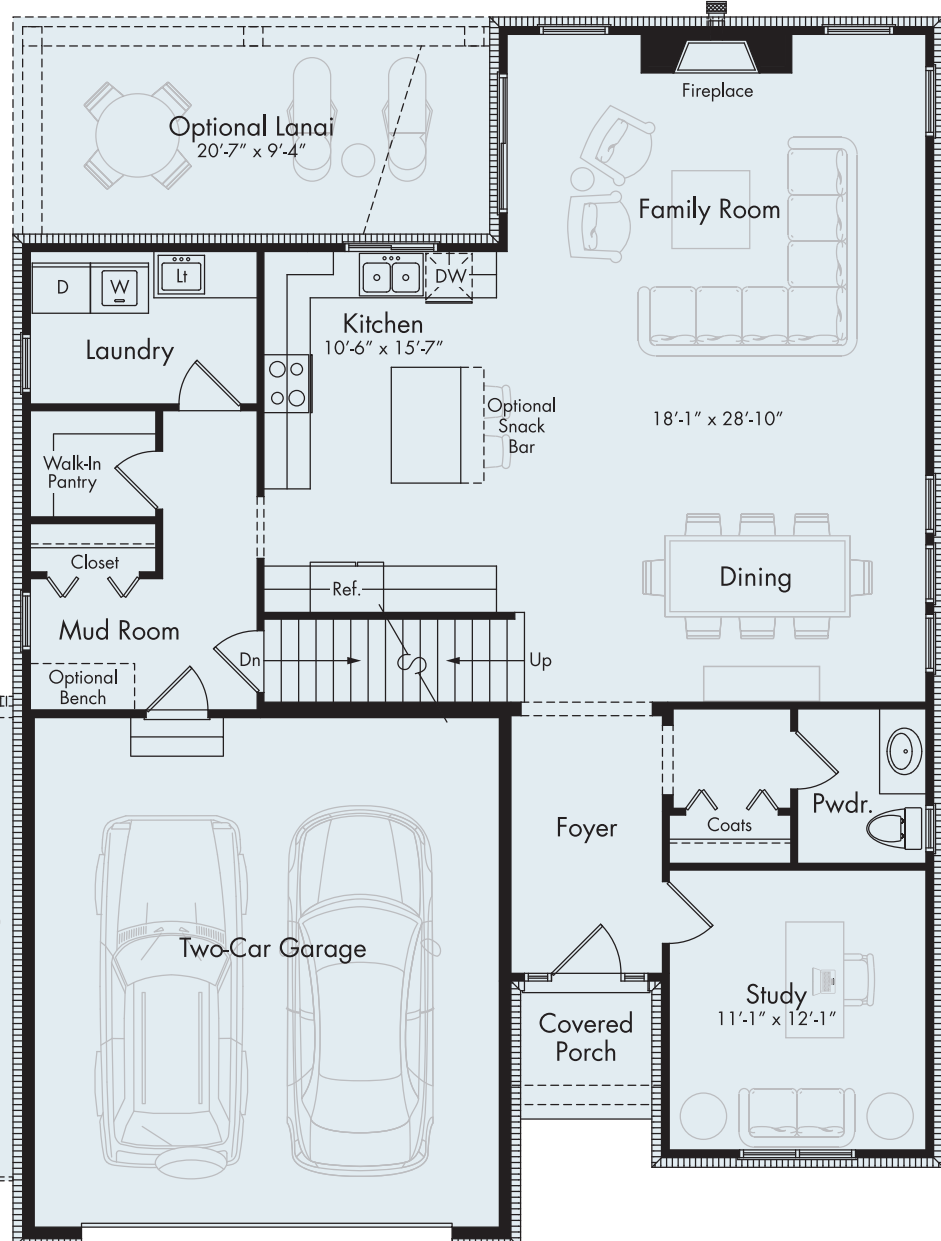 Fireplace
Optional Lanai
20'-7" x 9'-4"
Family Room
D
W
Lt
DW
Kitchen
10'-6" x 15'-7"
Laundry
Optional
Snack
Bar
18'-1" x 28'-10"
Walk-In
Pantry
Closet
Ref.
Dining
Mud Room
Dn
Up
Optional
Bench
Pwdr.
Foyer
Coats
Two-Car Garage
Study
11'-1" x 12'-1"
Covered
Porch